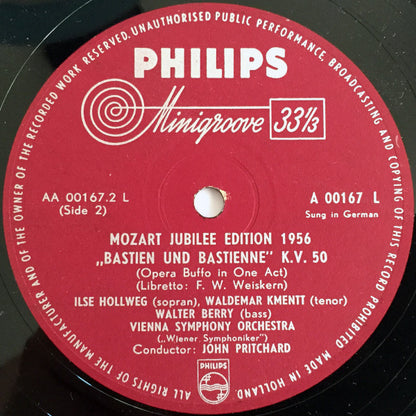 ALL RIGHTS OF THE MANUFACTURER AND OF THE OWNER OF THE RECORDED WORK RESERVED. UNAUTHORISED PUBLIC PERFORMANCE, BROADCASTING AND COPYING OF THIS RECORD PROHIBITED MADE IN HOLLAND.
PHILIPS
Minigroove 33⅓
AA 00167.2 L
(Side 2)
A 00167 L
Sung in German
MOZART JUBILEE EDITION 1956
„BASTIEN UND BASTIENNE" K.V. 50
(Opera Buffo in One Act)
(Libretto: F. W. Weiskern)
ILSE HOLLWEG (sopran), WALDEMAR KMENTT (tenor)
WALTER BERRY (bass)
VIENNA SYMPHONY ORCHESTRA
(„Wiener Symphoniker")
Conductor: JOHN PRITCHARD
PHILIPS